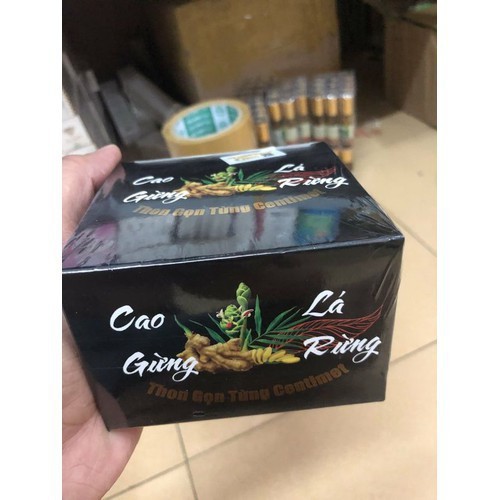 Cao Lá
Gừng Rừng
Thon Gọn Từng Centimet
Cao Lá
Gừng Rừng
Thon Gọn Từng Centimet